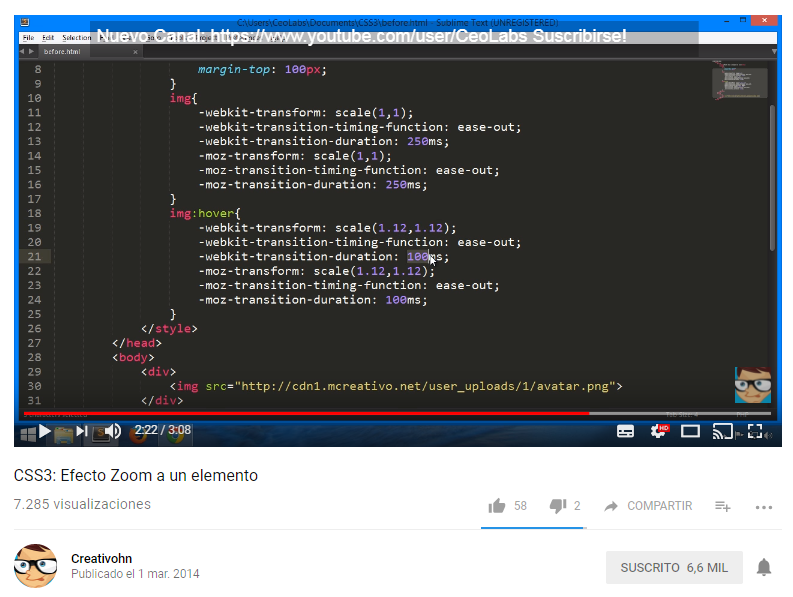 C:\Users\CeoLabs\Documents\CSS3\before.html - Sublime Text (UNREGISTERED)
File Edit Selection
Nuevo Canal: https://www.youtube.com/user/CeoLabs Suscribirse!
before.html
8 margin-top: 100px;
9 }
10 img{
11 -webkit-transform: scale(1,1);
12 -webkit-transition-timing-function: ease-out;
13 -webkit-transition-duration: 250ms;
14 -moz-transform: scale(1,1);
15 -moz-transition-timing-function: ease-out;
16 -moz-transition-duration: 250ms;
17 }
18 img:hover{
19 -webkit-transform: scale(1.12,1.12);
20 -webkit-transition-timing-function: ease-out;
21 -webkit-transition-duration: 100ms;
22 -moz-transform: scale(1.12,1.12);
23 -moz-transition-timing-function: ease-out;
24 -moz-transition-duration: 100ms;
25 }
26 </style>
27 </head>
28 <body>
29 <div>
30 <img src="http://cdn1.mcreativo.net/user_uploads/1/avatar.png">
31 </div>
2:22 / 3:08
HD
CSS3: Efecto Zoom a un elemento
7.285 visualizaciones
58 2 COMPARTIR
Creativohn
Publicado el 1 mar. 2014
SUSCRITO 6,6 MIL